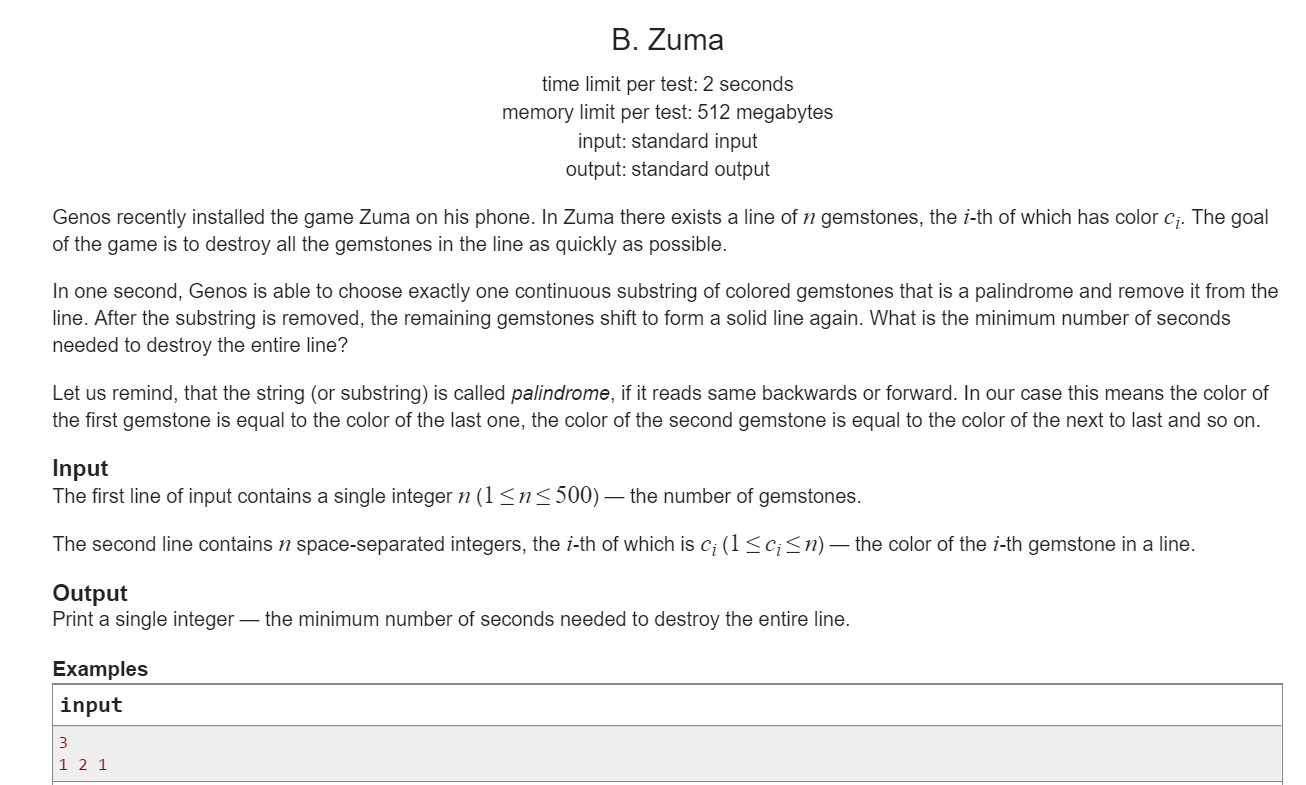 B. Zuma
time limit per test: 2 seconds
memory limit per test: 512 megabytes
input: standard input
output: standard output
Genos recently installed the game Zuma on his phone. In Zuma there exists a line of n gemstones, the i-th of which has color cᵢ. The goal
of the game is to destroy all the gemstones in the line as quickly as possible.
In one second, Genos is able to choose exactly one continuous substring of colored gemstones that is a palindrome and remove it from the
line. After the substring is removed, the remaining gemstones shift to form a solid line again. What is the minimum number of seconds
needed to destroy the entire line?
Let us remind, that the string (or substring) is called palindrome, if it reads same backwards or forward. In our case this means the color of
the first gemstone is equal to the color of the last one, the color of the second gemstone is equal to the color of the next to last and so on.
Input
The first line of input contains a single integer n (1 ≤ n ≤ 500) — the number of gemstones.
The second line contains n space-separated integers, the i-th of which is cᵢ (1 ≤ cᵢ ≤ n) — the color of the i-th gemstone in a line.
Output
Print a single integer — the minimum number of seconds needed to destroy the entire line.
Examples
input
3
1 2 1